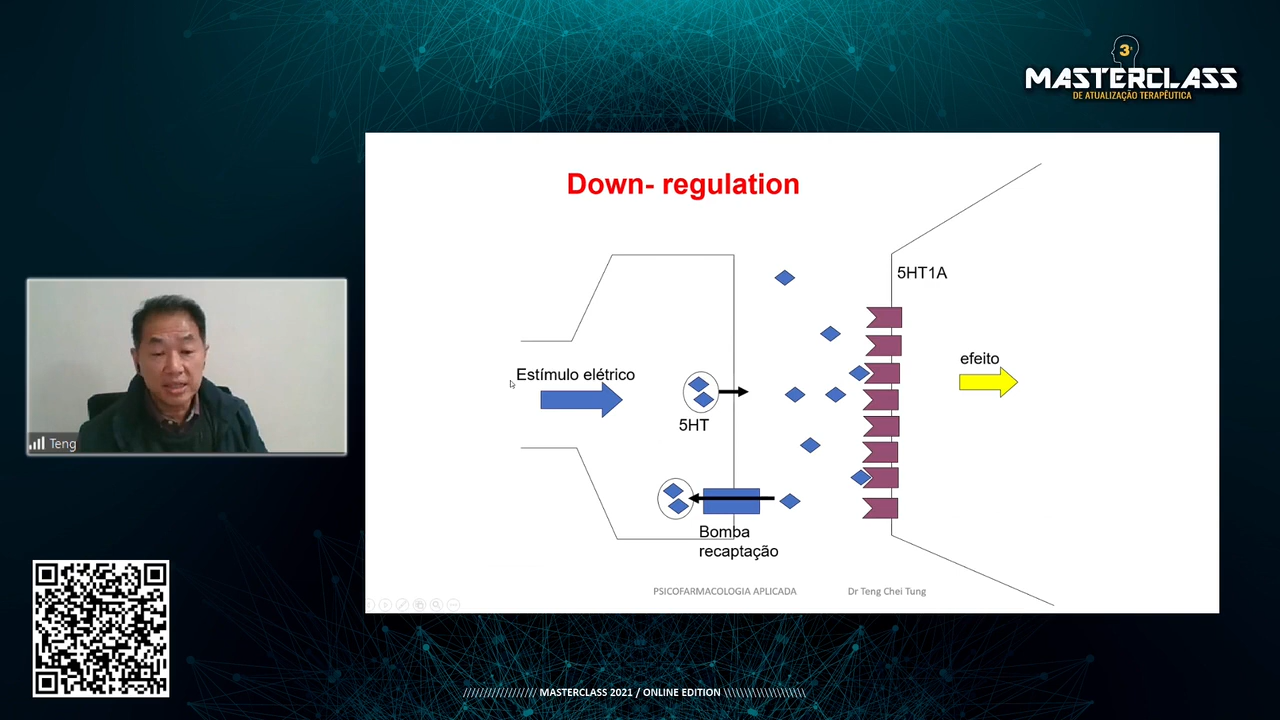 3ª
MASTERCLASS
DE ATUALIZAÇÃO TERAPÊUTICA
Down- regulation
5HT1A
efeito
Estímulo elétrico
5HT
Bomba
recaptação
PSICOFARMACOLOGIA APLICADA
Dr Teng Chei Tung
Teng
/////////////////// MASTERCLASS 2021 / ONLINE EDITION \\\\\\\\\\\\\\\\\\\\